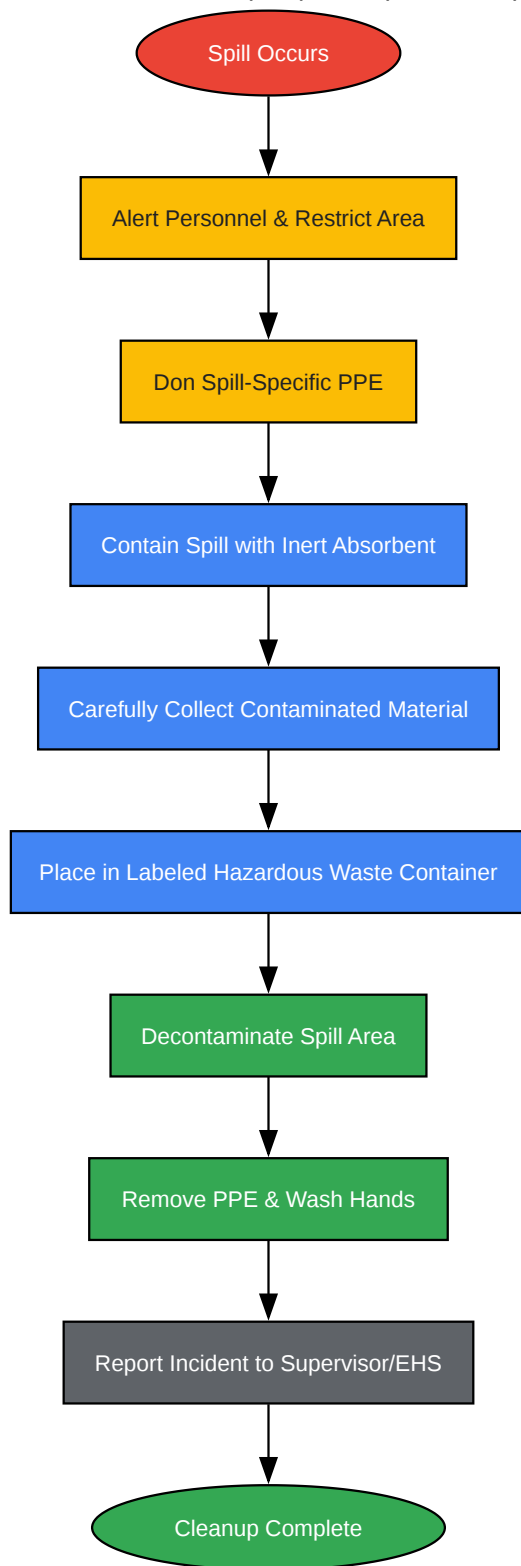 Spill Occurs
Alert Personnel & Restrict Area
Don Spill-Specific PPE
Contain Spill with Inert Absorbent
Carefully Collect Contaminated Material
Place in Labeled Hazardous Waste Container
Decontaminate Spill Area
Remove PPE & Wash Hands
Report Incident to Supervisor/EHS
Cleanup Complete